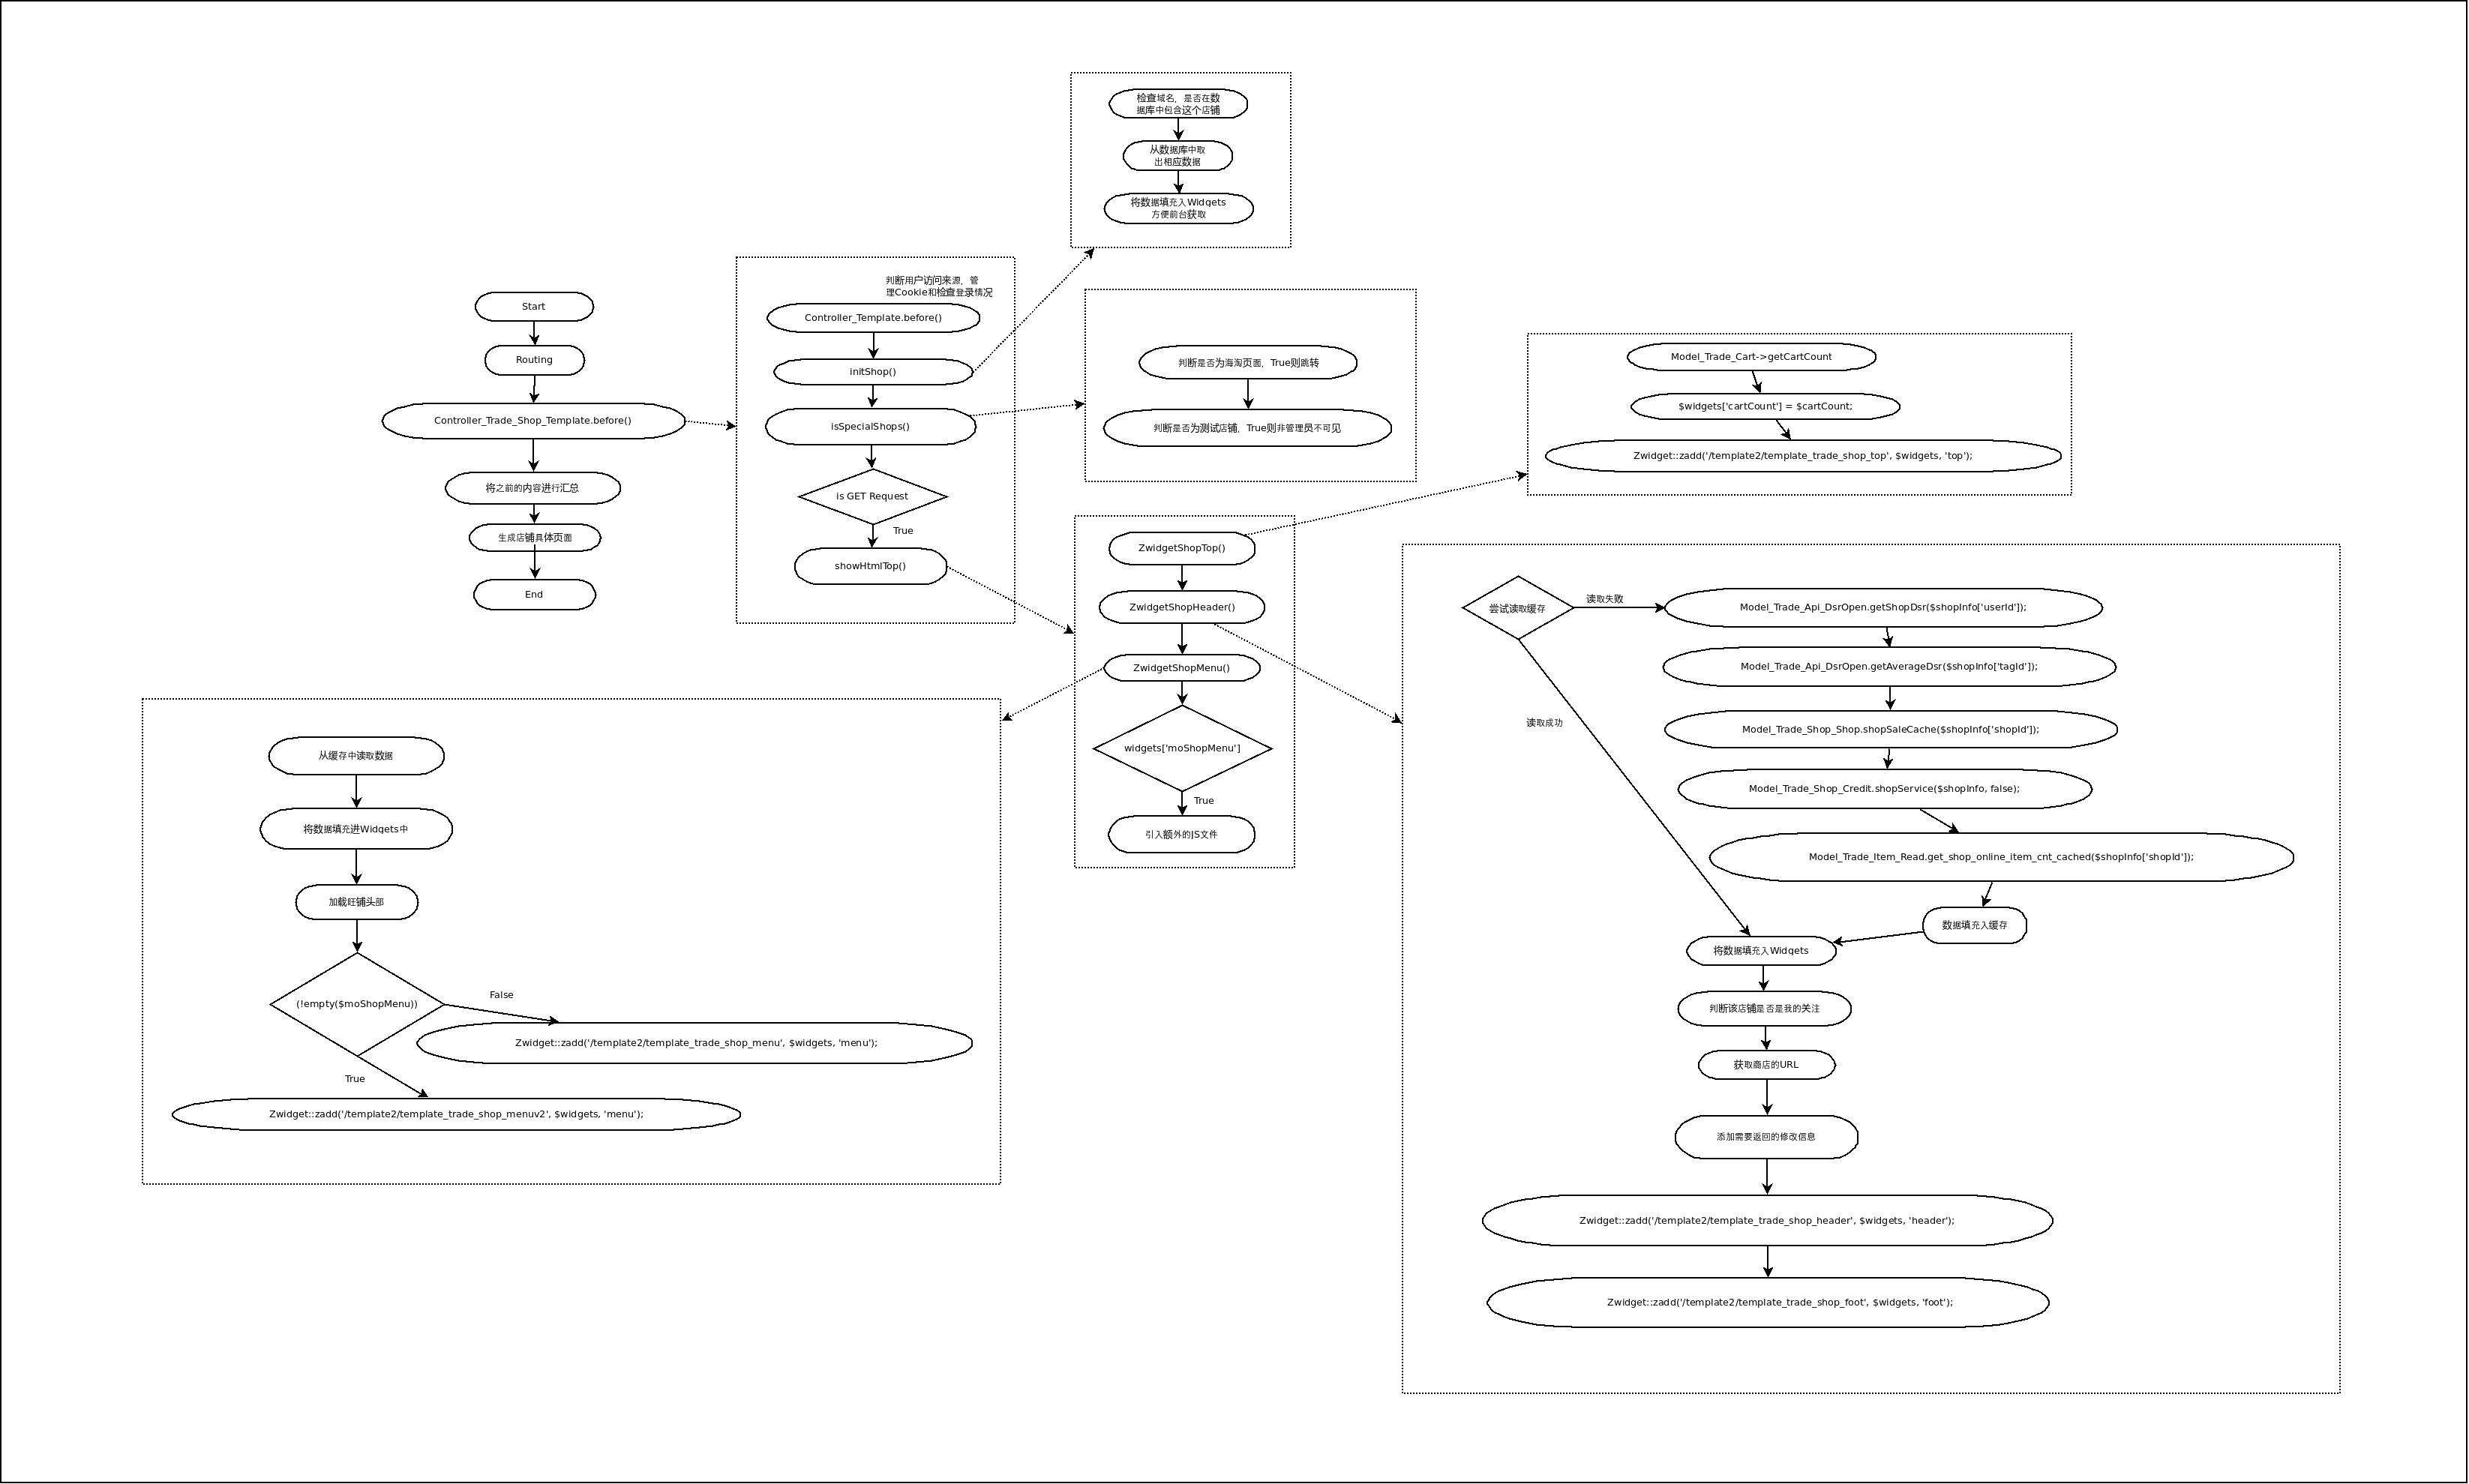 检查域名，是否在数
据库中包含这个店铺
从数据库中取
出相应数据
将数据填充入Widgets
方便前台获取
Start
Routing
Controller_Trade_Shop_Template.before()
将之前的内容进行汇总
生成店铺具体页面
End
判断用户访问来源，管
理Cookie和检查登录情况
Controller_Template.before()
initShop()
isSpecialShops()
is GET Request
True
showHtmlTop()
判断是否为海淘页面，True则跳转
判断是否为测试店铺，True则非管理员不可见
Model_Trade_Cart->getCartCount
$widgets['cartCount'] = $cartCount;
Zwidget::zadd('/template2/template_trade_shop_top', $widgets, 'top');
ZwidgetShopTop()
ZwidgetShopHeader()
ZwidgetShopMenu()
widgets['moShopMenu']
True
引入额外的JS文件
从缓存中读取数据
将数据填充进Widgets中
加载旺铺头部
(!empty($moShopMenu))
False
Zwidget::zadd('/template2/template_trade_shop_menu', $widgets, 'menu');
True
Zwidget::zadd('/template2/template_trade_shop_menuv2', $widgets, 'menu');
尝试读取缓存
读取失败
Model_Trade_Api_DsrOpen.getShopDsr($shopInfo['userId']);
Model_Trade_Api_DsrOpen.getAverageDsr($shopInfo['tagId']);
读取成功
Model_Trade_Shop_Shop.shopSaleCache($shopInfo['shopId']);
Model_Trade_Shop_Credit.shopService($shopInfo, false);
Model_Trade_Item_Read.get_shop_online_item_cnt_cached($shopInfo['shopId']);
数据填充入缓存
将数据填充入Widgets
判断该店铺是否是我的关注
获取商店的URL
添加需要返回的修改信息
Zwidget::zadd('/template2/template_trade_shop_header', $widgets, 'header');
Zwidget::zadd('/template2/template_trade_shop_foot', $widgets, 'foot');